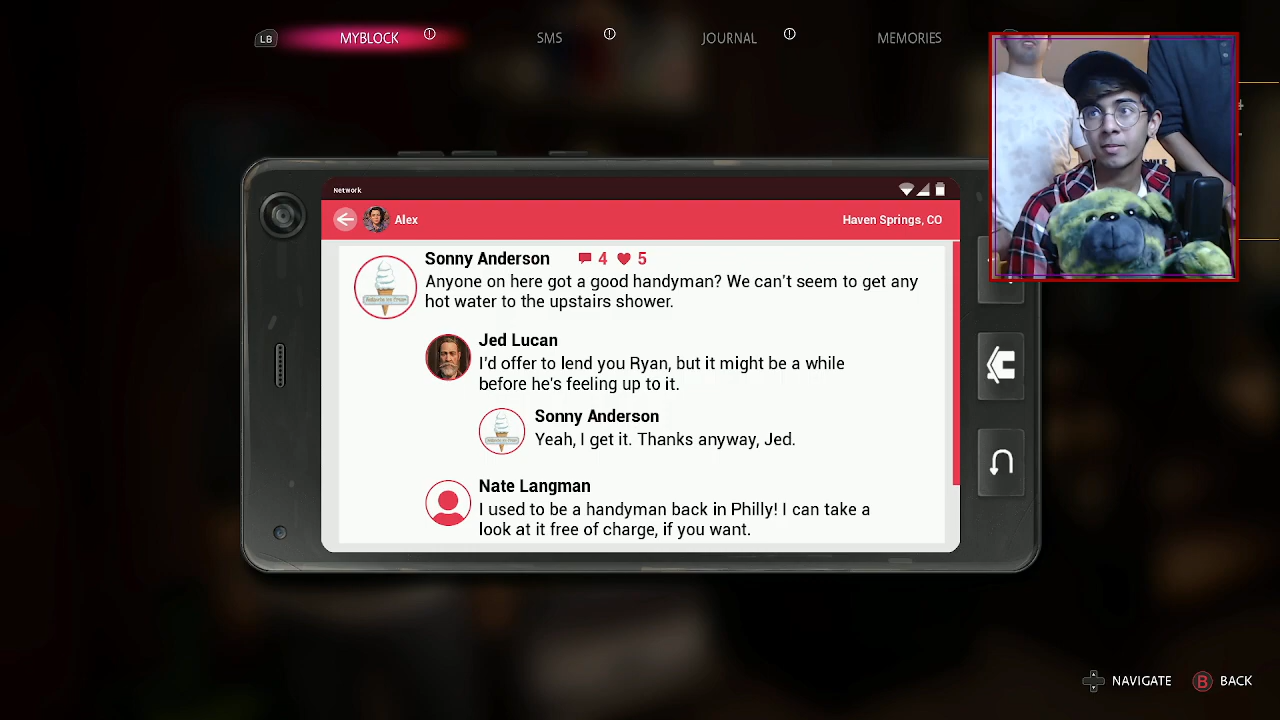 LB
MYBLOCK
SMS
JOURNAL
MEMORIES
Network
Alex
Haven Springs, CO
Sonny Anderson 4 5
Anyone on here got a good handyman? We can't seem to get any
hot water to the upstairs shower.
Jed Lucan
I'd offer to lend you Ryan, but it might be a while
before he's feeling up to it.
Sonny Anderson
Yeah, I get it. Thanks anyway, Jed.
Nate Langman
I used to be a handyman back in Philly! I can take a
look at it free of charge, if you want.
NAVIGATE
B BACK